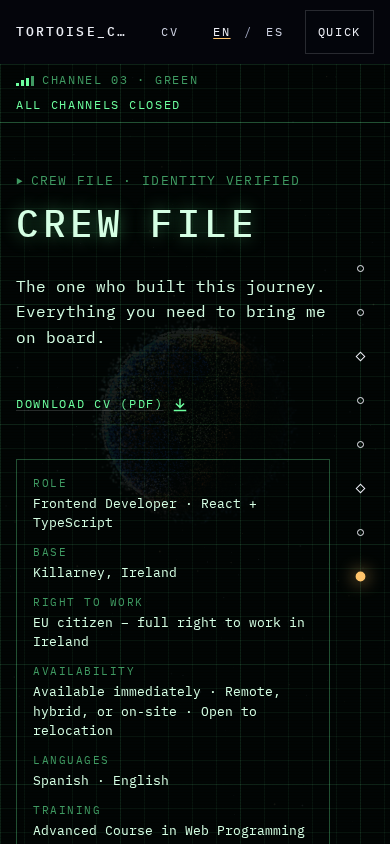 TORTOISE_C…
CV
EN / ES
QUICK
CHANNEL 03 · GREEN
ALL CHANNELS CLOSED
▸ CREW FILE · IDENTITY VERIFIED
CREW FILE
The one who built this journey.
Everything you need to bring me
on board.
DOWNLOAD CV (PDF)
ROLE
Frontend Developer · React +
TypeScript
BASE
Killarney, Ireland
RIGHT TO WORK
EU citizen — full right to work in
Ireland
AVAILABILITY
Available immediately · Remote,
hybrid, or on-site · Open to
relocation
LANGUAGES
Spanish · English
TRAINING
Advanced Course in Web Programming